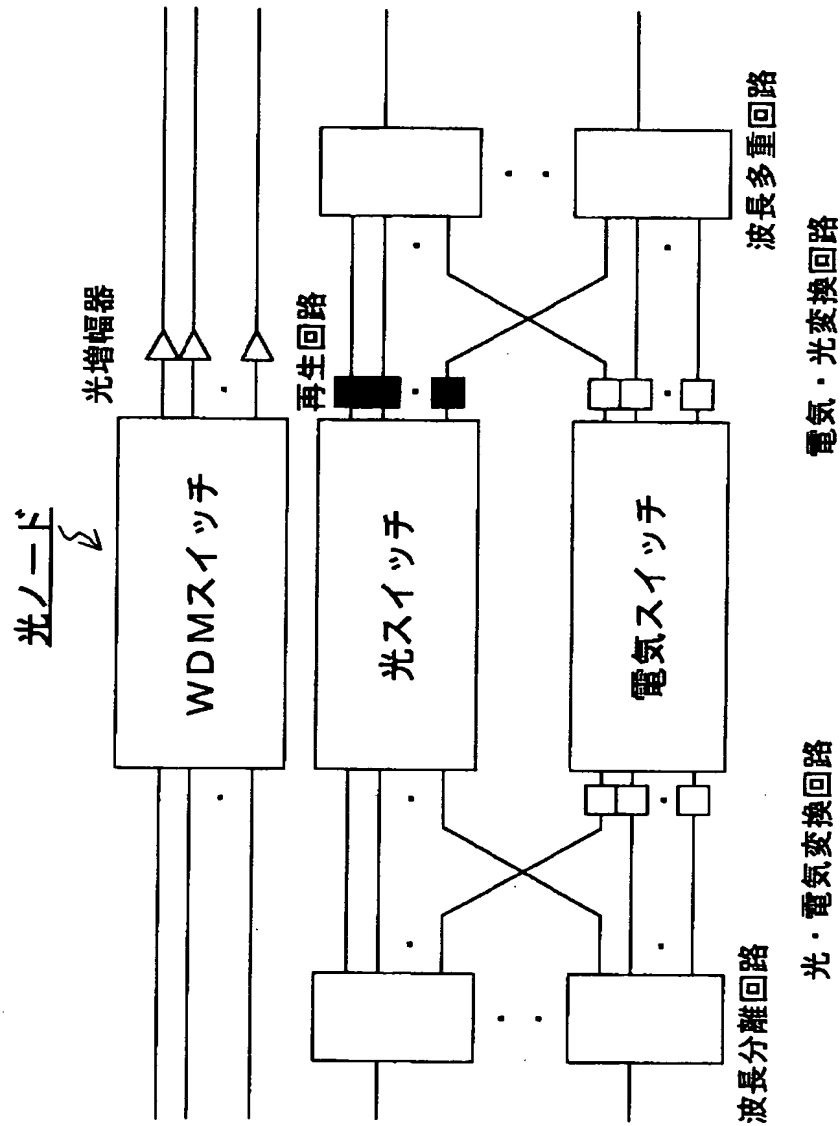 光ノード
光増幅器
WDMスイッチ
再生回路
光スイッチ
電気スイッチ
波長分離回路
波長多重回路
光・電気変換回路
電気・光変換回路